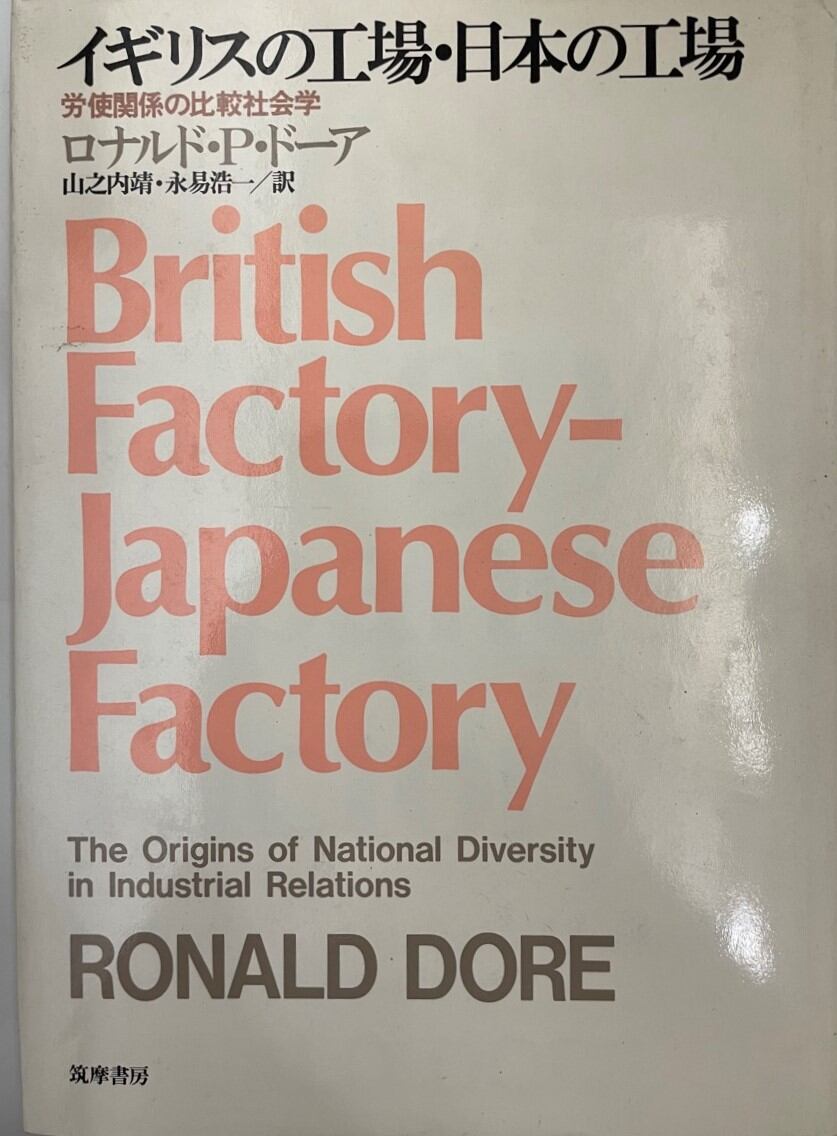 イギリスの工場・日本の工場
労使関係の比較社会学
ロナルド・P・ドーア
山之内靖・永易浩一／訳
British
Factory-
Japanese
Factory
The Origins of National Diversity
in Industrial Relations
RONALD DORE
筑摩書房